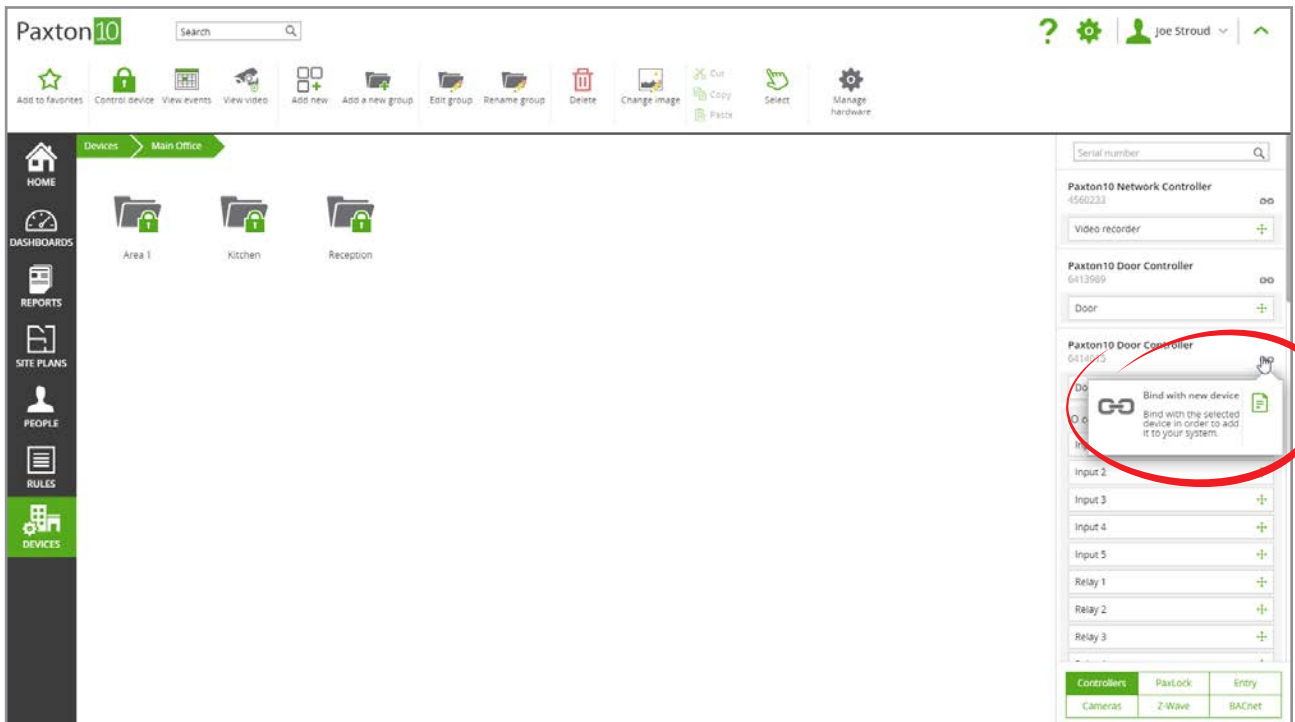 Paxton10
Search
Joe Stroud
Add to favorites
Control device
View events
View video
Add new
Add a new group
Edit group
Rename group
Delete
Change image
Cut
Copy
Paste
Select
Manage
hardware
HOME
DASHBOARDS
REPORTS
SITE PLANS
PEOPLE
RULES
DEVICES
Devices
Main Office
Area 1
Kitchen
Reception
Serial number
Paxton10 Network Controller
4560233
Video recorder
Paxton10 Door Controller
6413989
Door
Paxton10 Door Controller
6414015
Do
Bind with new device
Bind with the selected
device in order to add
it to your system.
Input 2
Input 3
Input 4
Input 5
Relay 1
Relay 2
Relay 3
Controllers
PaxLock
Entry
Cameras
Z-Wave
BACnet